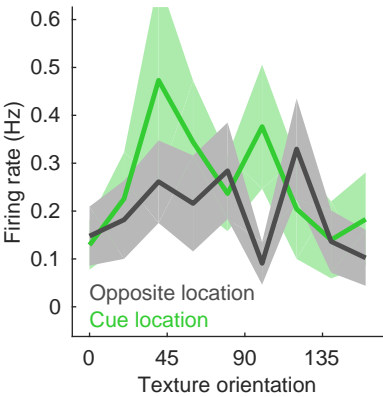 0.6
0.5
0.4
0.3
0.2
0.1
0
Firing rate (Hz)
Opposite location
Cue location
0 45 90 135
Texture orientation